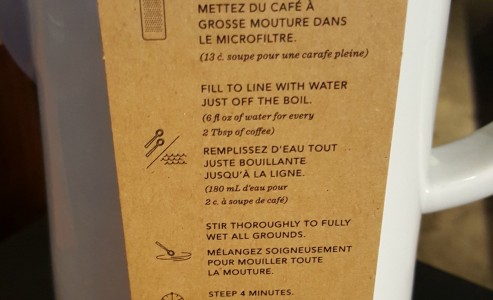 METTEZ DU CAFÉ À
GROSSE MOUTURE DANS
LE MICROFILTRE.
(13 c. soupe pour une carafe pleine)
FILL TO LINE WITH WATER
JUST OFF THE BOIL.
(6 fl oz of water for every
2 Tbsp of coffee)
REMPLISSEZ D'EAU TOUT
JUSTE BOUILLANTE
JUSQU'À LA LIGNE.
(180 mL d'eau pour
2 c. à soupe de café)
STIR THOROUGHLY TO FULLY
WET ALL GROUNDS.
MÉLANGEZ SOIGNEUSEMENT
POUR MOUILLER TOUTE
LA MOUTURE.
STEEP 4 MINUTES.